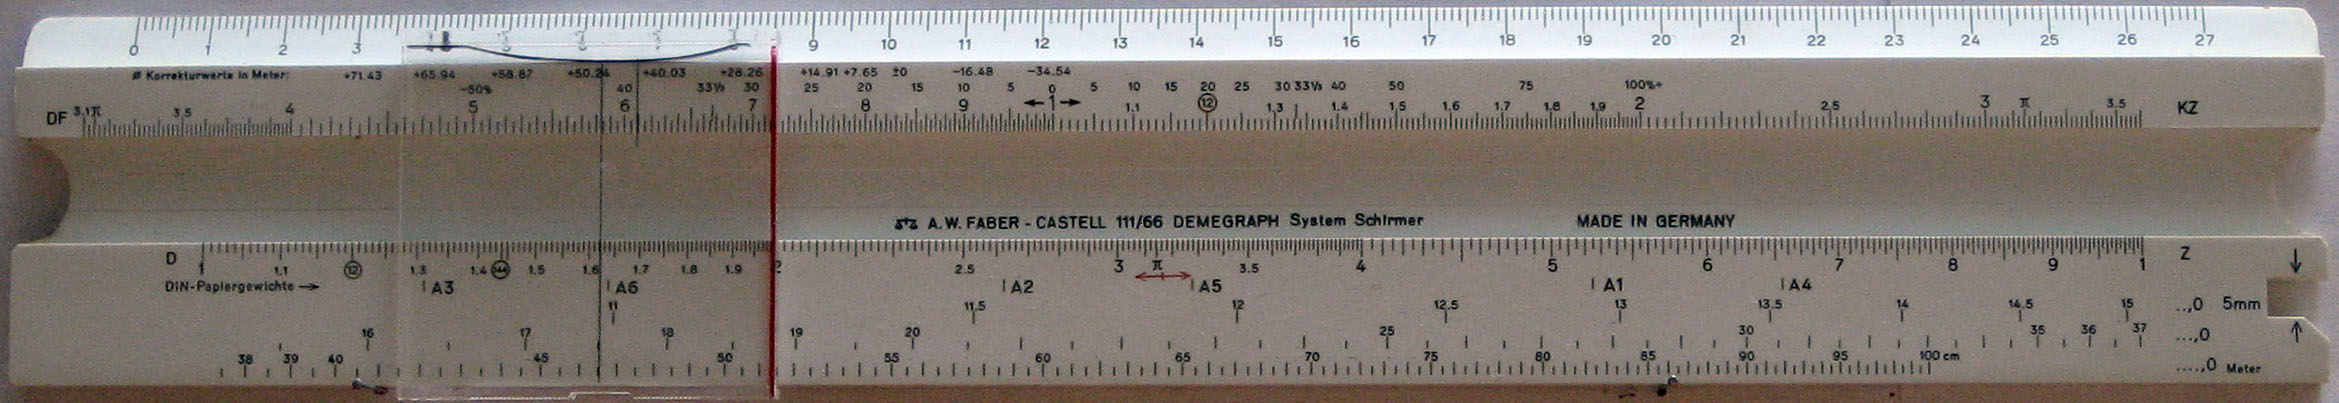 0 1 2 3 9 10 11 12 13 14 15 16 17 18 19 20 21 22 23 24 25 26 27
ø Korrekturwerte in Meter: +71.43 +65.94 +58.87 +50.24 +40.03 +28.26 +14.91 +7.65 ±0 -16.48 -34.54
-50% 40 33⅓ 30 25 20 15 10 5 0 5 10 15 20 25 30 33⅓ 40 50 75 100%+
DF 3.1π 3.5 4 5 6 7 8 9 ←1→ 1.1 12 1.3 1.4 1.5 1.6 1.7 1.8 1.9 2 2.5 3 π 3.5 KZ
A.W. FABER - CASTELL 111/66 DEMEGRAPH System Schirmer MADE IN GERMANY
D 1 1.1 12 1.3 1.4 144 1.5 1.6 1.7 1.8 1.9 2 2.5 3 π 3.5 4 5 6 7 8 9 1 Z
DIN-Papiergewichte → A3 A6 A2 A5 A1 A4
11 11.5 12 12.5 13 13.5 14 14.5 15 ..,0 5mm
16 17 18 19 20 25 30 35 36 37 ...,0
38 39 40 45 50 55 60 65 70 75 80 85 90 95 100 cm ....,0 Meter